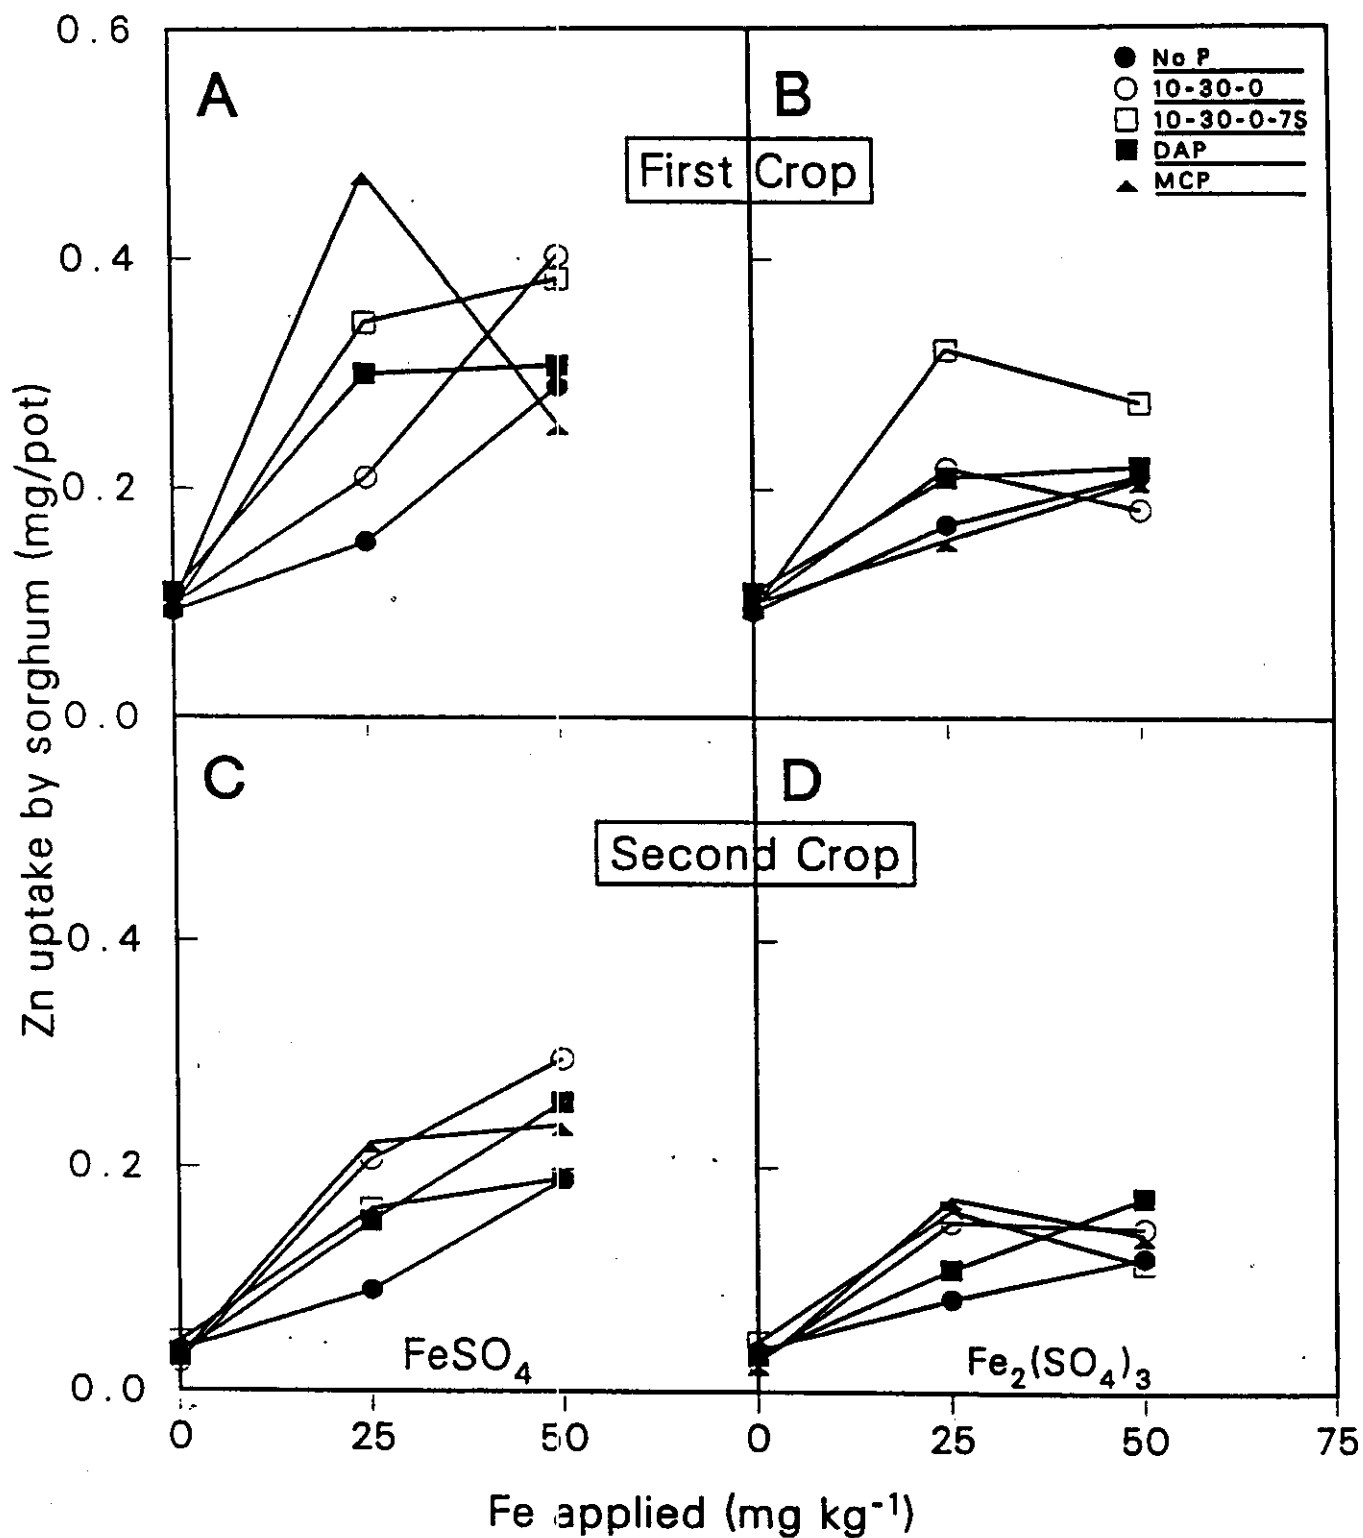 0.6
A
B
No P
10-30-0
10-30-0-7S
DAP
MCP
First Crop
0.4
0.2
0.0
Zn uptake by sorghum (mg/pot)
C
D
Second Crop
0.4
0.2
0.0
FeSO₄
Fe₂(SO₄)₃
0 25 50 0 25 50 75
Fe applied (mg kg⁻¹)